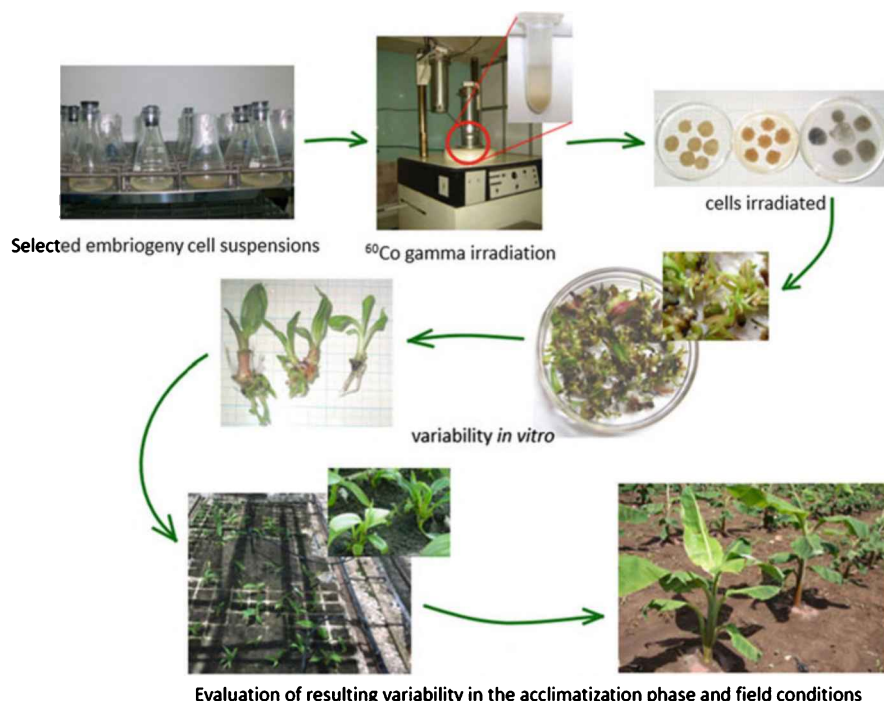 Selected embriogeny cell suspensions
⁶⁰Co gamma irradiation
cells irradiated
variability in vitro
Evaluation of resulting variability in the acclimatization phase and field conditions